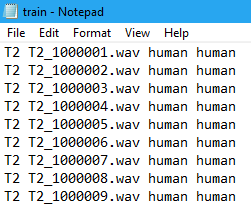 train - Notepad
File Edit Format View Help
T2 T2_1000001.wav human human
T2 T2_1000002.wav human human
T2 T2_1000003.wav human human
T2 T2_1000004.wav human human
T2 T2_1000005.wav human human
T2 T2_1000006.wav human human
T2 T2_1000007.wav human human
T2 T2_1000008.wav human human
T2 T2_1000009.wav human human